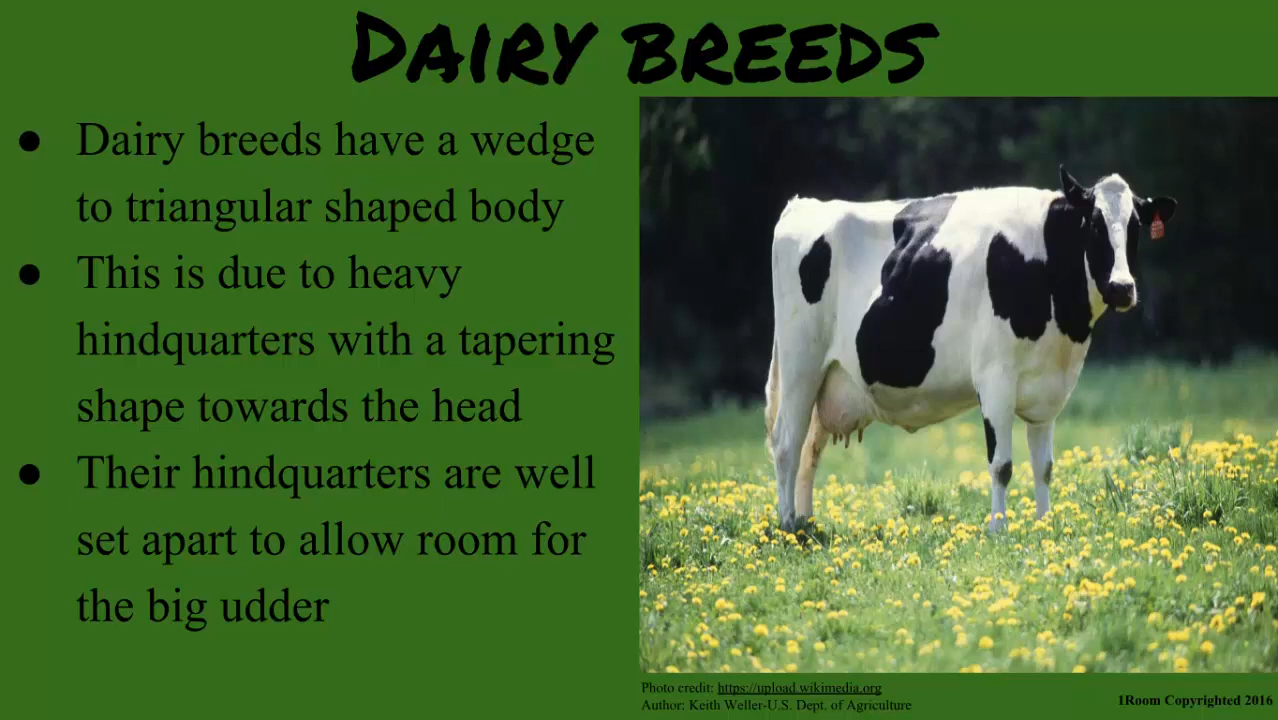 Dairy breeds
● Dairy breeds have a wedge
to triangular shaped body
● This is due to heavy
hindquarters with a tapering
shape towards the head
● Their hindquarters are well
set apart to allow room for
the big udder
Photo credit: https://upload.wikimedia.org
Author: Keith Weller-U.S. Dept. of Agriculture
1Room Copyrighted 2016